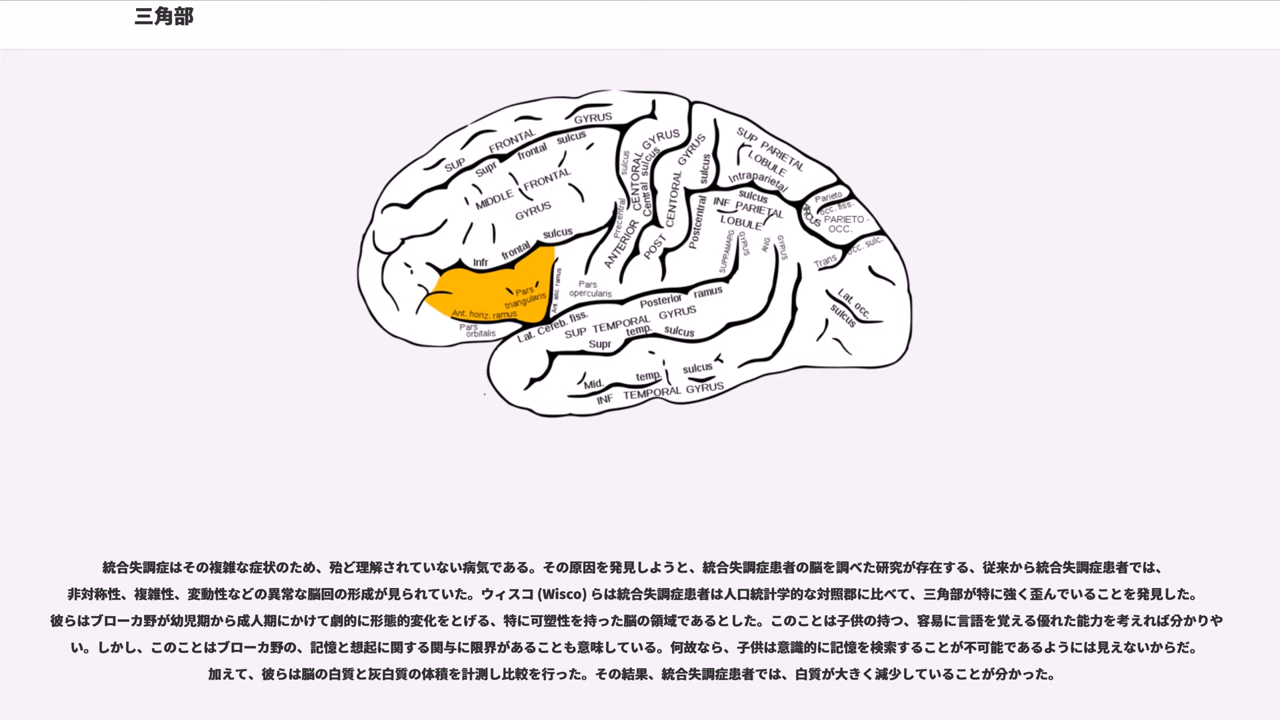 三角部
SUP FRONTAL GYRUS
Supr frontal sulcus
MIDDLE FRONTAL GYRUS
Infr frontal sulcus
Pars triangularis
Ant. horiz. ramus
Pars orbitalis
Ant. asc. ramus
Pars opercularis
Precentral sulcus
ANTERIOR CENTORAL GYRUS
Central sulcus
POST CENTORAL GYRUS
Postcentral sulcus
SUP PARIETAL LOBULE
Intraparietal sulcus
INF PARIETAL LOBULE
SUPRAMARG GYRUS
ANG. GYRUS
ARCUS
Parieto occ. fiss.
PARIETO - OCC.
Trans occ. sulc.
Lat. occ. sulcus
Lat. Cereb. fiss.
Posterior ramus
SUP TEMPORAL GYRUS
Supr temp. sulcus
Mid. temp. sulcus
INF TEMPORAL GYRUS
統合失調症はその複雑な症状のため、殆ど理解されていない病気である。その原因を発見しようと、統合失調症患者の脳を調べた研究が存在する、従来から統合失調症患者では、
非対称性、複雑性、変動性などの異常な脳回の形成が見られていた。ウィスコ (Wisco) らは統合失調症患者は人口統計学的な対照郡に比べて、三角部が特に強く歪んでいることを発見した。
彼らはブローカ野が幼児期から成人期にかけて劇的に形態的変化をとげる、特に可塑性を持った脳の領域であるとした。このことは子供の持つ、容易に言語を覚える優れた能力を考えれば分かりや
い。しかし、このことはブローカ野の、記憶と想起に関する関与に限界があることも意味している。何故なら、子供は意識的に記憶を検索することが不可能であるようには見えないからだ。
加えて、彼らは脳の白質と灰白質の体積を計測し比較を行った。その結果、統合失調症患者では、白質が大きく減少していることが分かった。